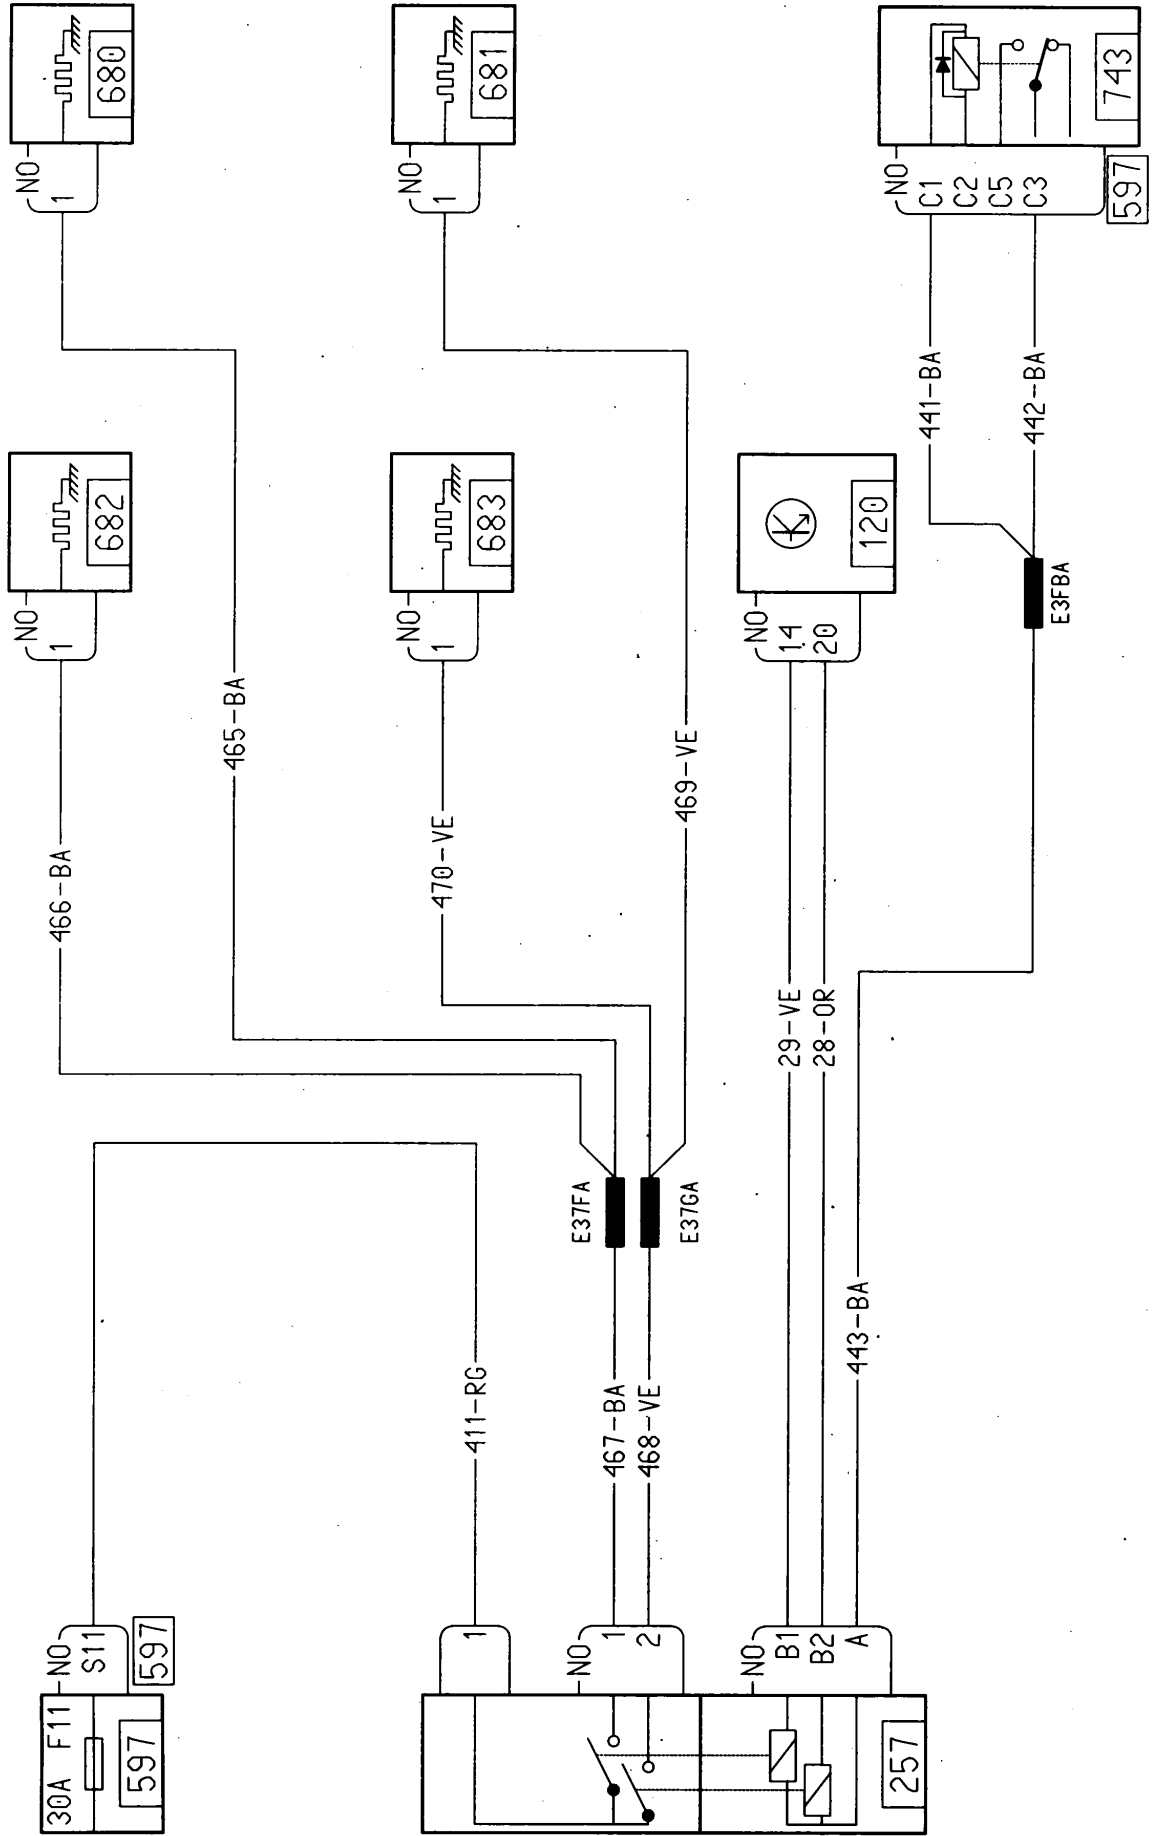 NO
1
680
NO
1
681
NO
C1
C2
C5
C3
743
597
465-BA
469-VE
441-BA
442-BA
NO
1
682
NO
1
683
NO
14
20
120
E3FBA
466-BA
470-VE
29-VE
28-OR
443-BA
E37FA
E37GA
411-RG
467-BA
468-VE
30A F11
NO
S11
597
597
1
NO
1
2
NO
B1
B2
A
257